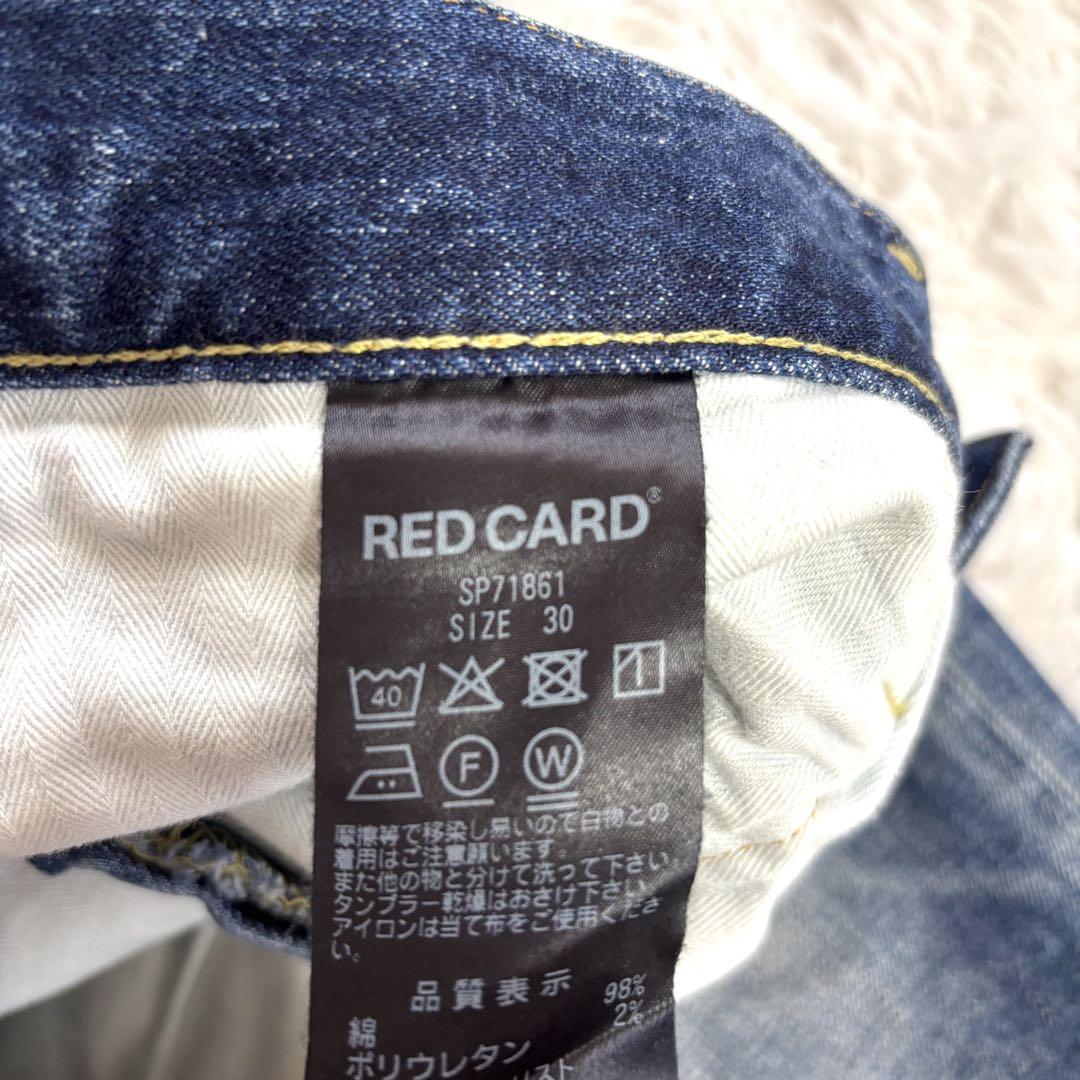 RED CARD®
SP71861
SIZE 30
40
F W
摩擦等で移染し易いので白物との
着用はご注意願います。
また他の物と分けて洗って下さい
タンブラー乾燥はおさけ下さい。
アイロンは当て布をご使用くださ
い。
品質表示
綿 98%
ポリウレタン 2%